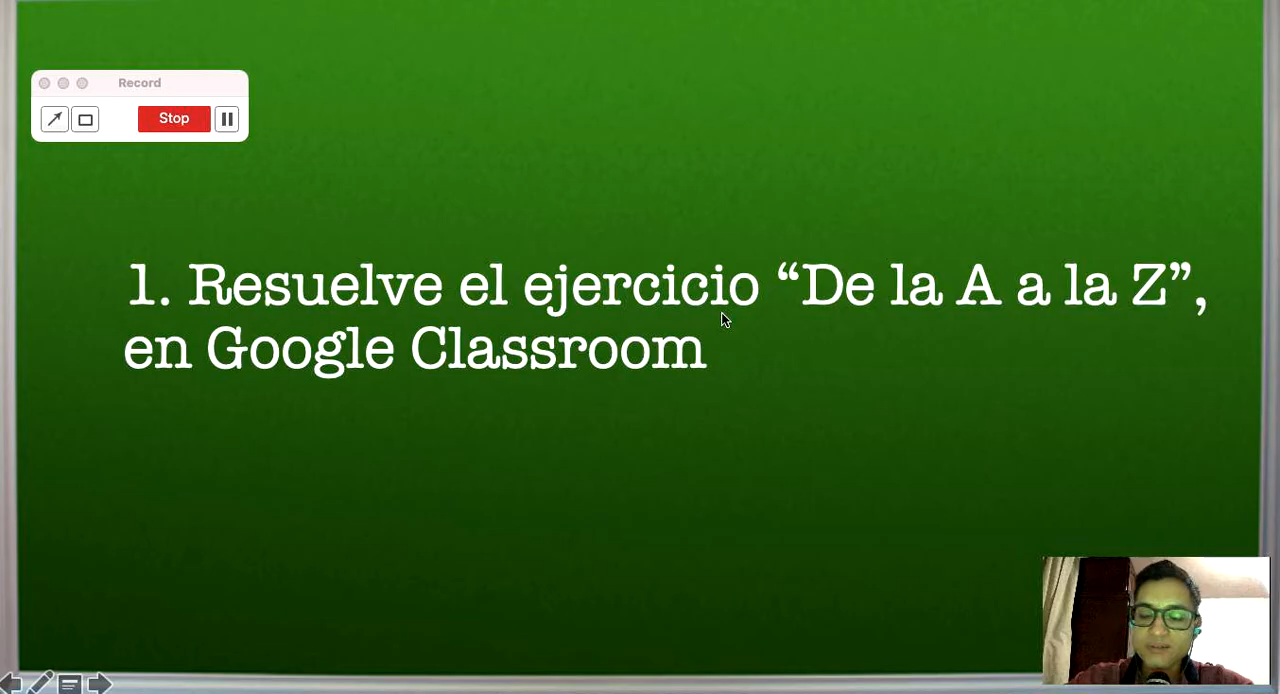 Record
Stop
1. Resuelve el ejercicio “De la A a la Z”,
en Google Classroom